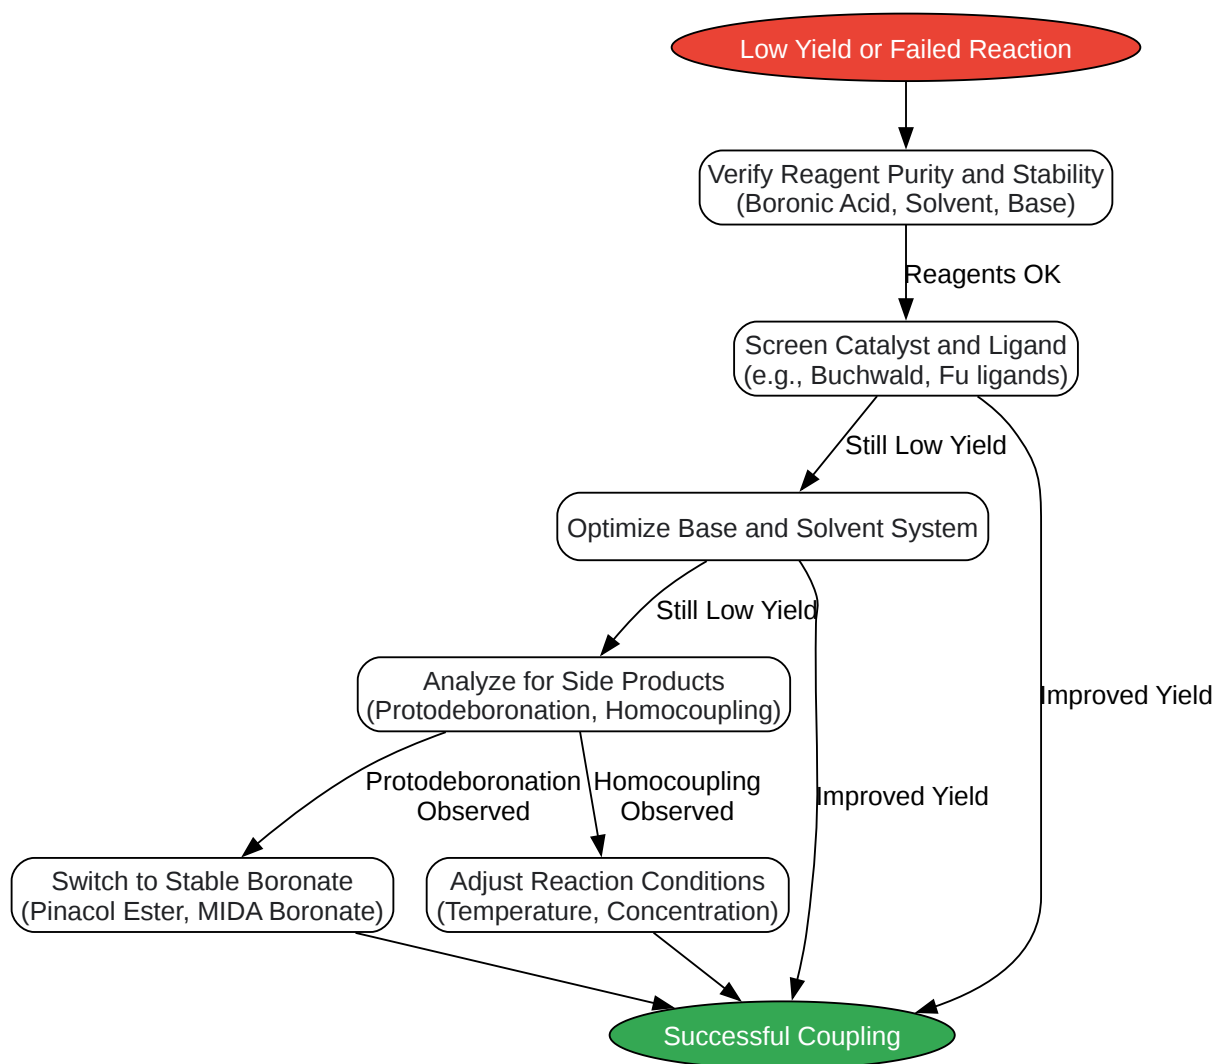 Low Yield or Failed Reaction
Verify Reagent Purity and Stability
(Boronic Acid, Solvent, Base)
Reagents OK
Screen Catalyst and Ligand
(e.g., Buchwald, Fu ligands)
Still Low Yield
Optimize Base and Solvent System
Still Low Yield
Analyze for Side Products
(Protodeboronation, Homocoupling)
Improved Yield
Protodeboronation
Observed
Homocoupling
Observed
Improved Yield
Switch to Stable Boronate
(Pinacol Ester, MIDA Boronate)
Adjust Reaction Conditions
(Temperature, Concentration)
Successful Coupling